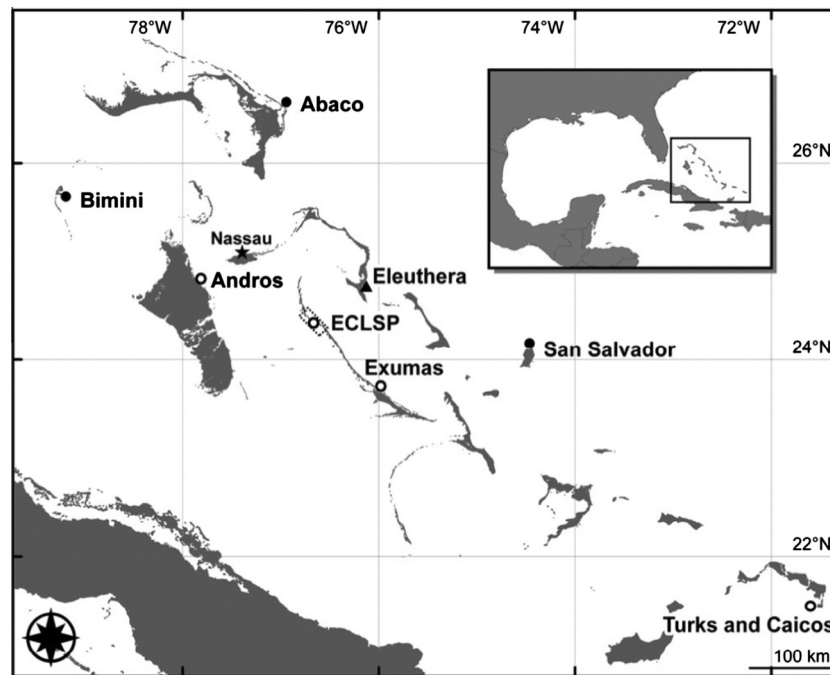 78°W
76°W
74°W
72°W
Abaco
26°N
Bimini
Nassau
Andros
Eleuthera
ECLSP
San Salvador
24°N
Exumas
22°N
Turks and Caicos
100 km